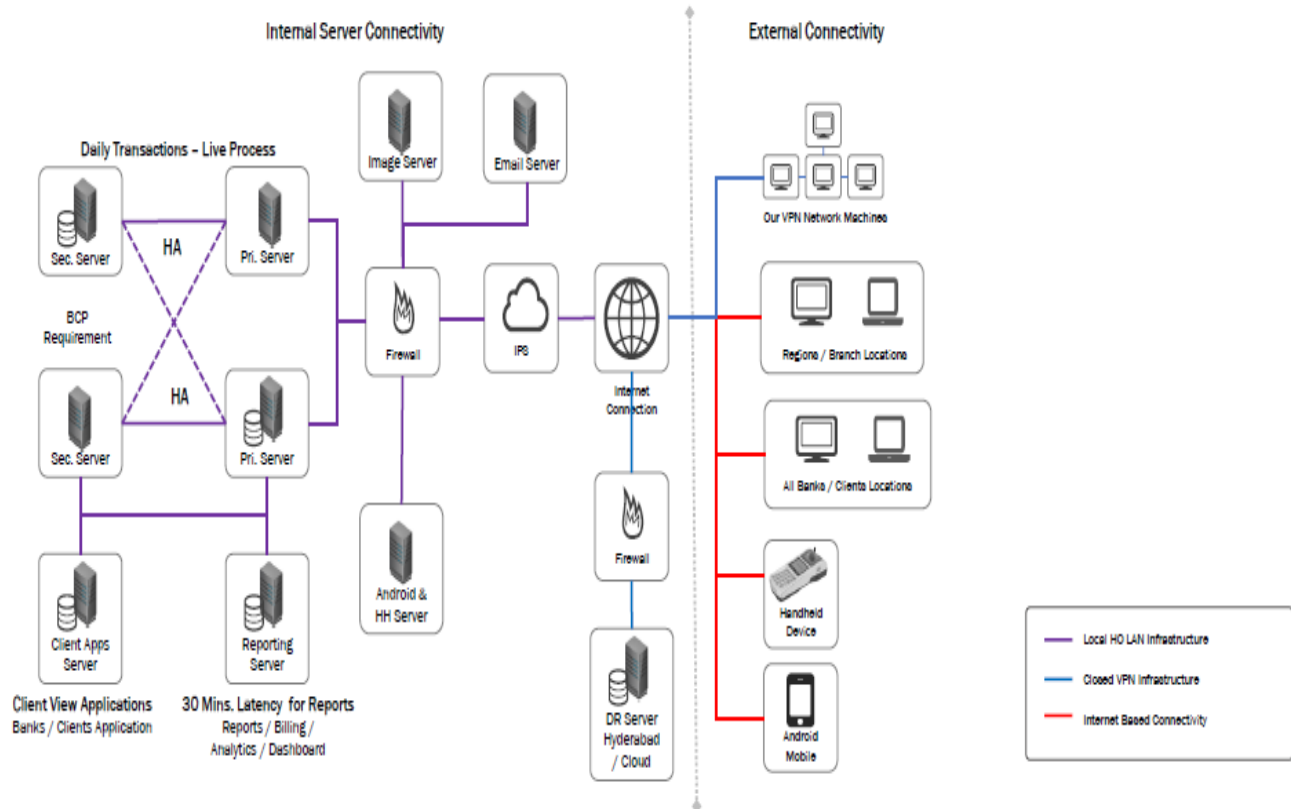 Internal Server Connectivity
External Connectivity
Daily Transactions – Live Process
Image Server
Email Server
Sec. Server
HA
Pri. Server
BCP
Requirement
Firewall
IPS
Internet
Connection
Our VPN Network Machines
Regions / Branch Locations
HA
Sec. Server
Pri. Server
All Banks / Clients Locations
Client Apps
Server
Reporting
Server
Android &
HH Server
Firewall
Handheld
Device
Client View Applications
Banks / Clients Application
30 Mins. Latency for Reports
Reports / Billing /
Analytics / Dashboard
DR Server
Hyderabad
/ Cloud
Android
Mobile
Local HO LAN Infrastructure
Closed VPN Infrastructure
Internet Based Connectivity